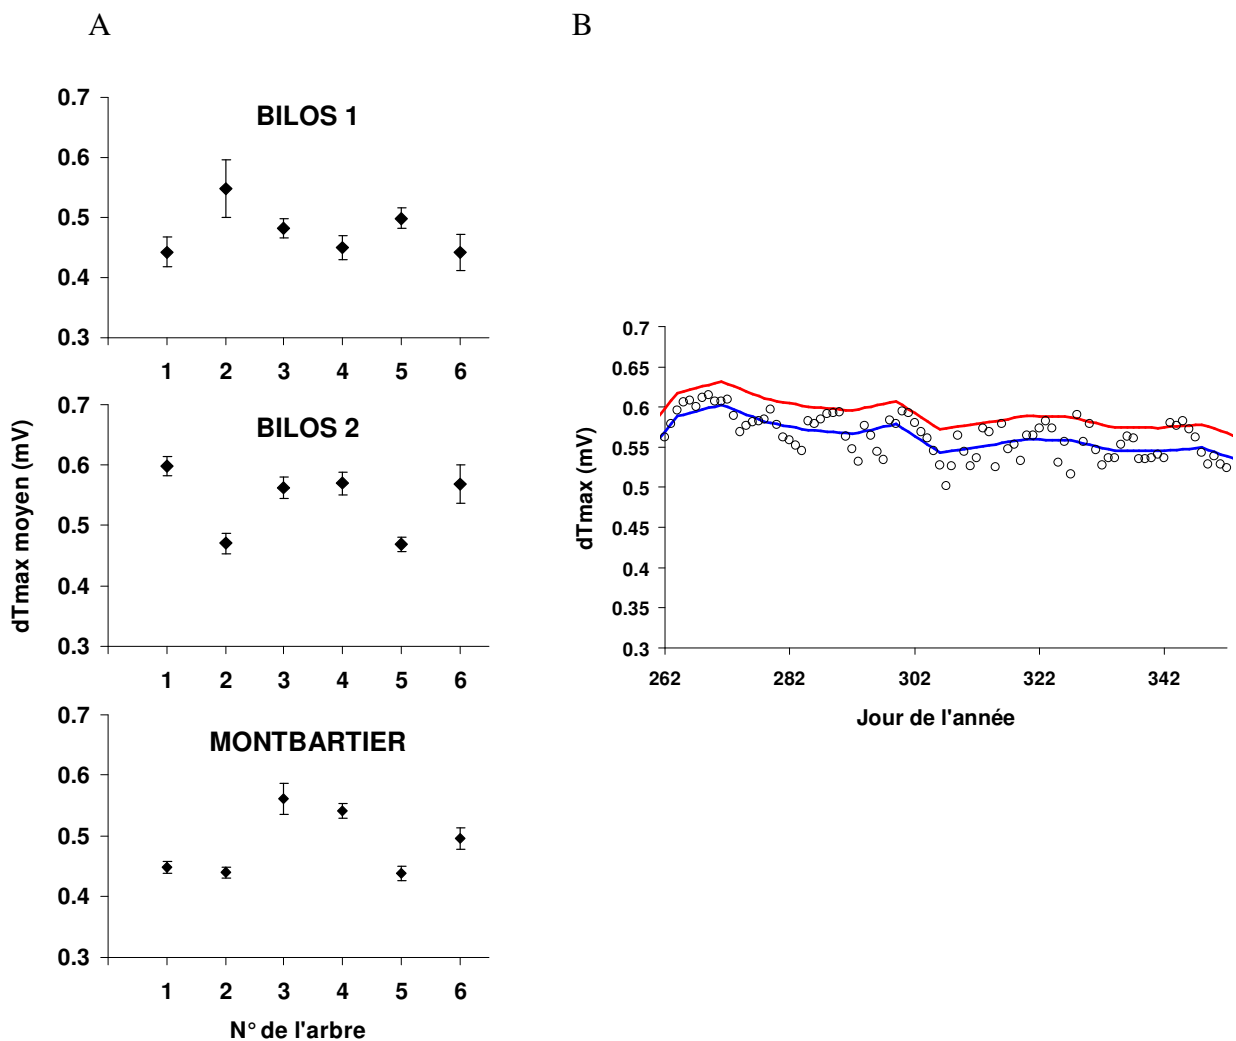 A
B
dTmax moyen (mV)
BILOS 1
0.7
0.6
0.5
0.4
0.3
1 2 3 4 5 6
BILOS 2
0.7
0.6
0.5
0.4
0.3
1 2 3 4 5 6
MONTBARTIER
0.7
0.6
0.5
0.4
0.3
1 2 3 4 5 6
N° de l'arbre
dTmax (mV)
0.7
0.65
0.6
0.55
0.5
0.45
0.4
0.35
0.3
262 282 302 322 342
Jour de l'année